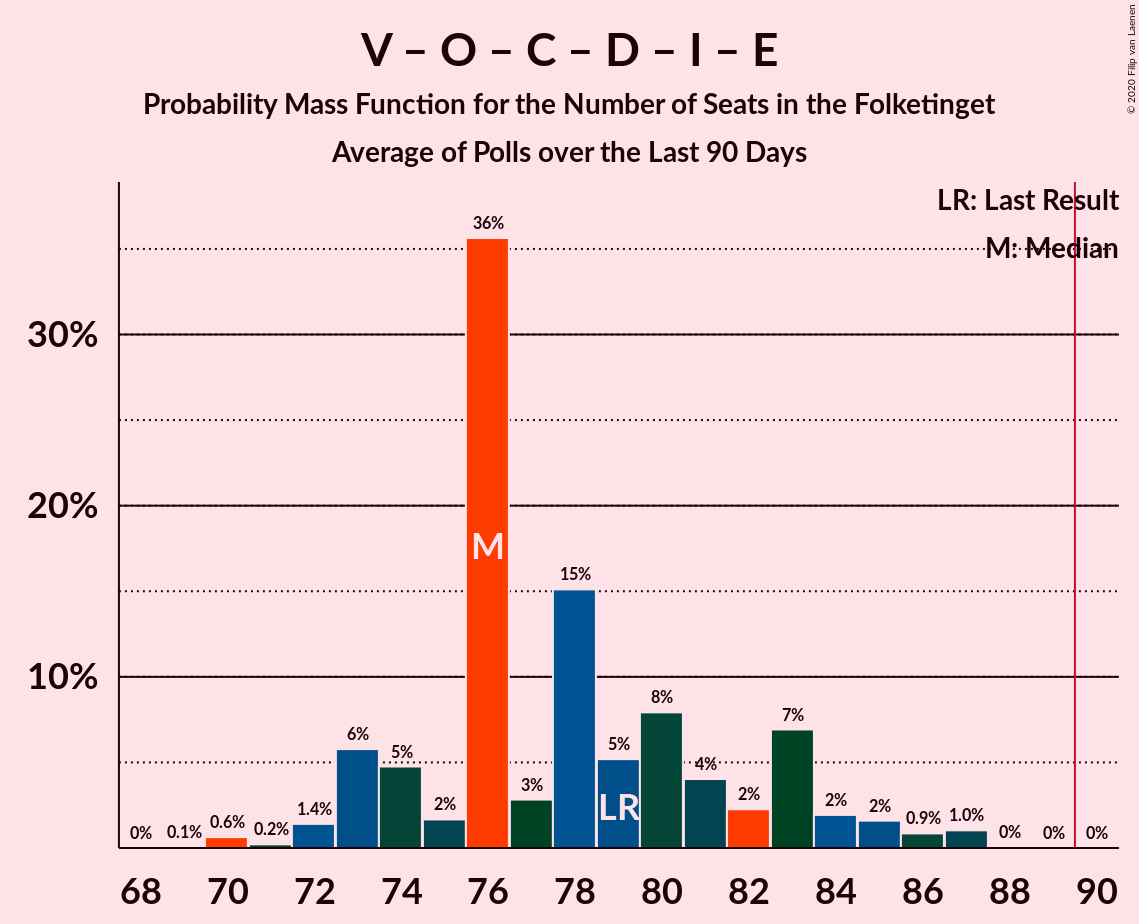 V – O – C – D – I – E
Probability Mass Function for the Number of Seats in the Folketinget
Average of Polls over the Last 90 Days
© 2020 Filip van Laenen
LR: Last Result
M: Median
30%
20%
10%
0%
0.1%
0.6%
0.2%
1.4%
6%
5%
2%
36%
3%
15%
5%
8%
4%
2%
7%
2%
2%
0.9%
1.0%
0%
0%
0%
M
LR
68 70 72 74 76 78 80 82 84 86 88 90